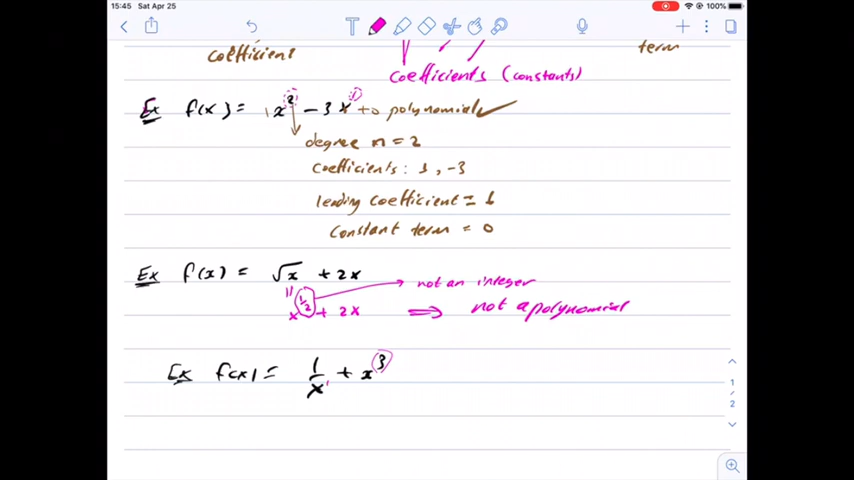 15:45 Sat Apr 25 100%
coefficient term
coefficients (constants)
Ex f(x) = 1x² - 3x¹ + 0 polynomial ✓
degree n = 2
coefficients: 1, -3
leading coefficient = 1
constant term = 0
Ex f(x) = √x + 2x
not an integer
x^(1/2) + 2x ⇒ not a polynomial
Ex f(x) = 1/x¹ + x³
1
/
2